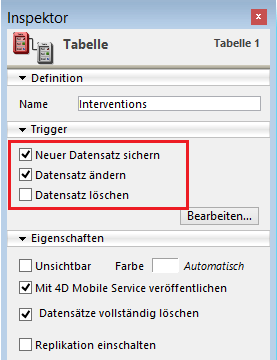 Inspektor
x
Tabelle
Tabelle 1
Definition
Name
Interventions
Trigger
Neuer Datensatz sichern
Datensatz ändern
Datensatz löschen
Bearbeiten...
Eigenschaften
Unsichtbar
Farbe
Automatisch
Mit 4D Mobile Service veröffentlichen
Datensätze vollständig löschen
Replikation einschalten